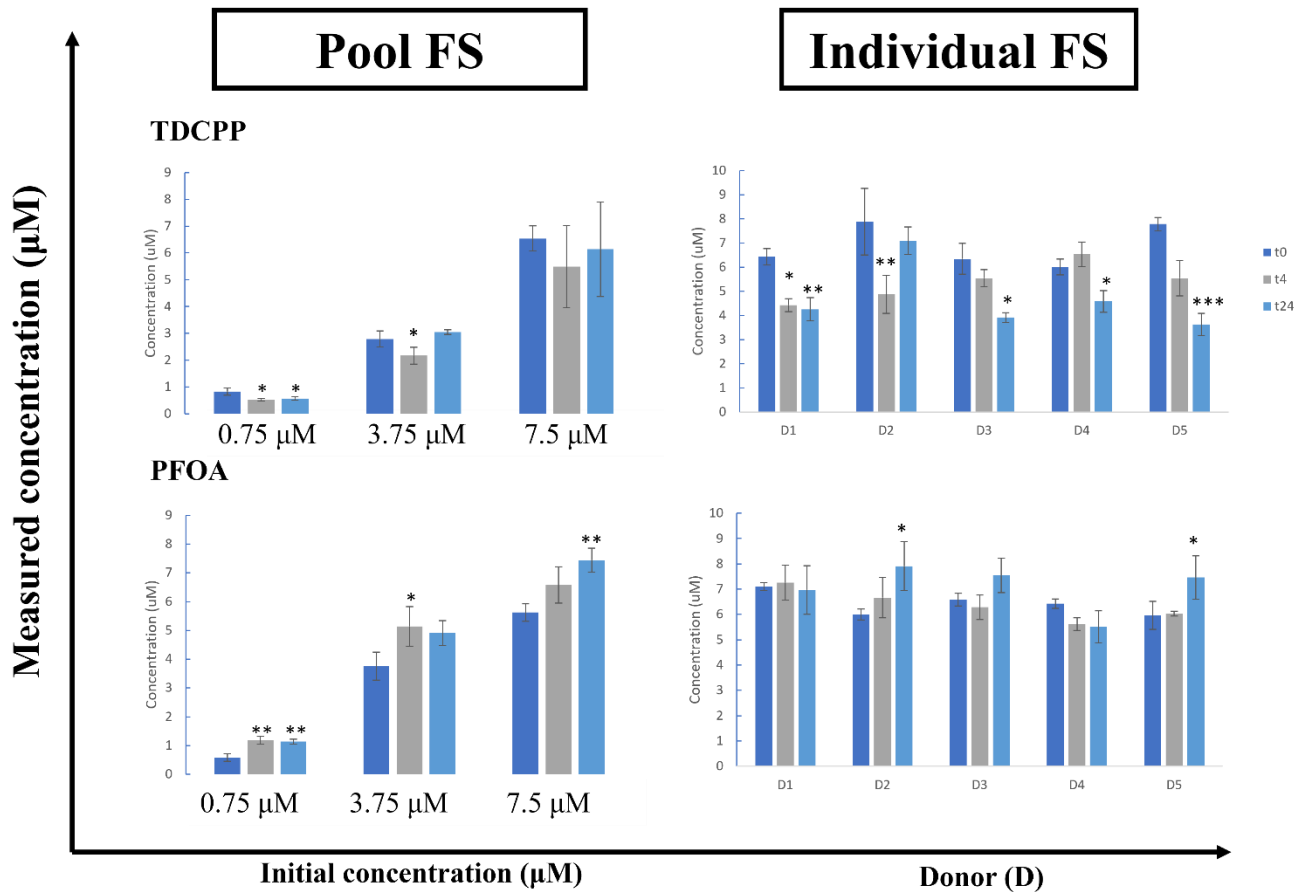 Pool FS
Individual FS
Measured concentration (μM)
TDCPP
Concentration (uM)
9
8
7
6
5
4
3
2
1
0
*
*
*
0.75 μM
3.75 μM
7.5 μM
Concentration (uM)
10
9
8
7
6
5
4
3
2
1
0
*
**
**
*
*
***
D1
D2
D3
D4
D5
t0
t4
t24
PFOA
Concentration (uM)
9
8
7
6
5
4
3
2
1
0
**
**
*
**
0.75 μM
3.75 μM
7.5 μM
Concentration (uM)
10
9
8
7
6
5
4
3
2
1
0
*
*
D1
D2
D3
D4
D5
Initial concentration (μM)
Donor (D)